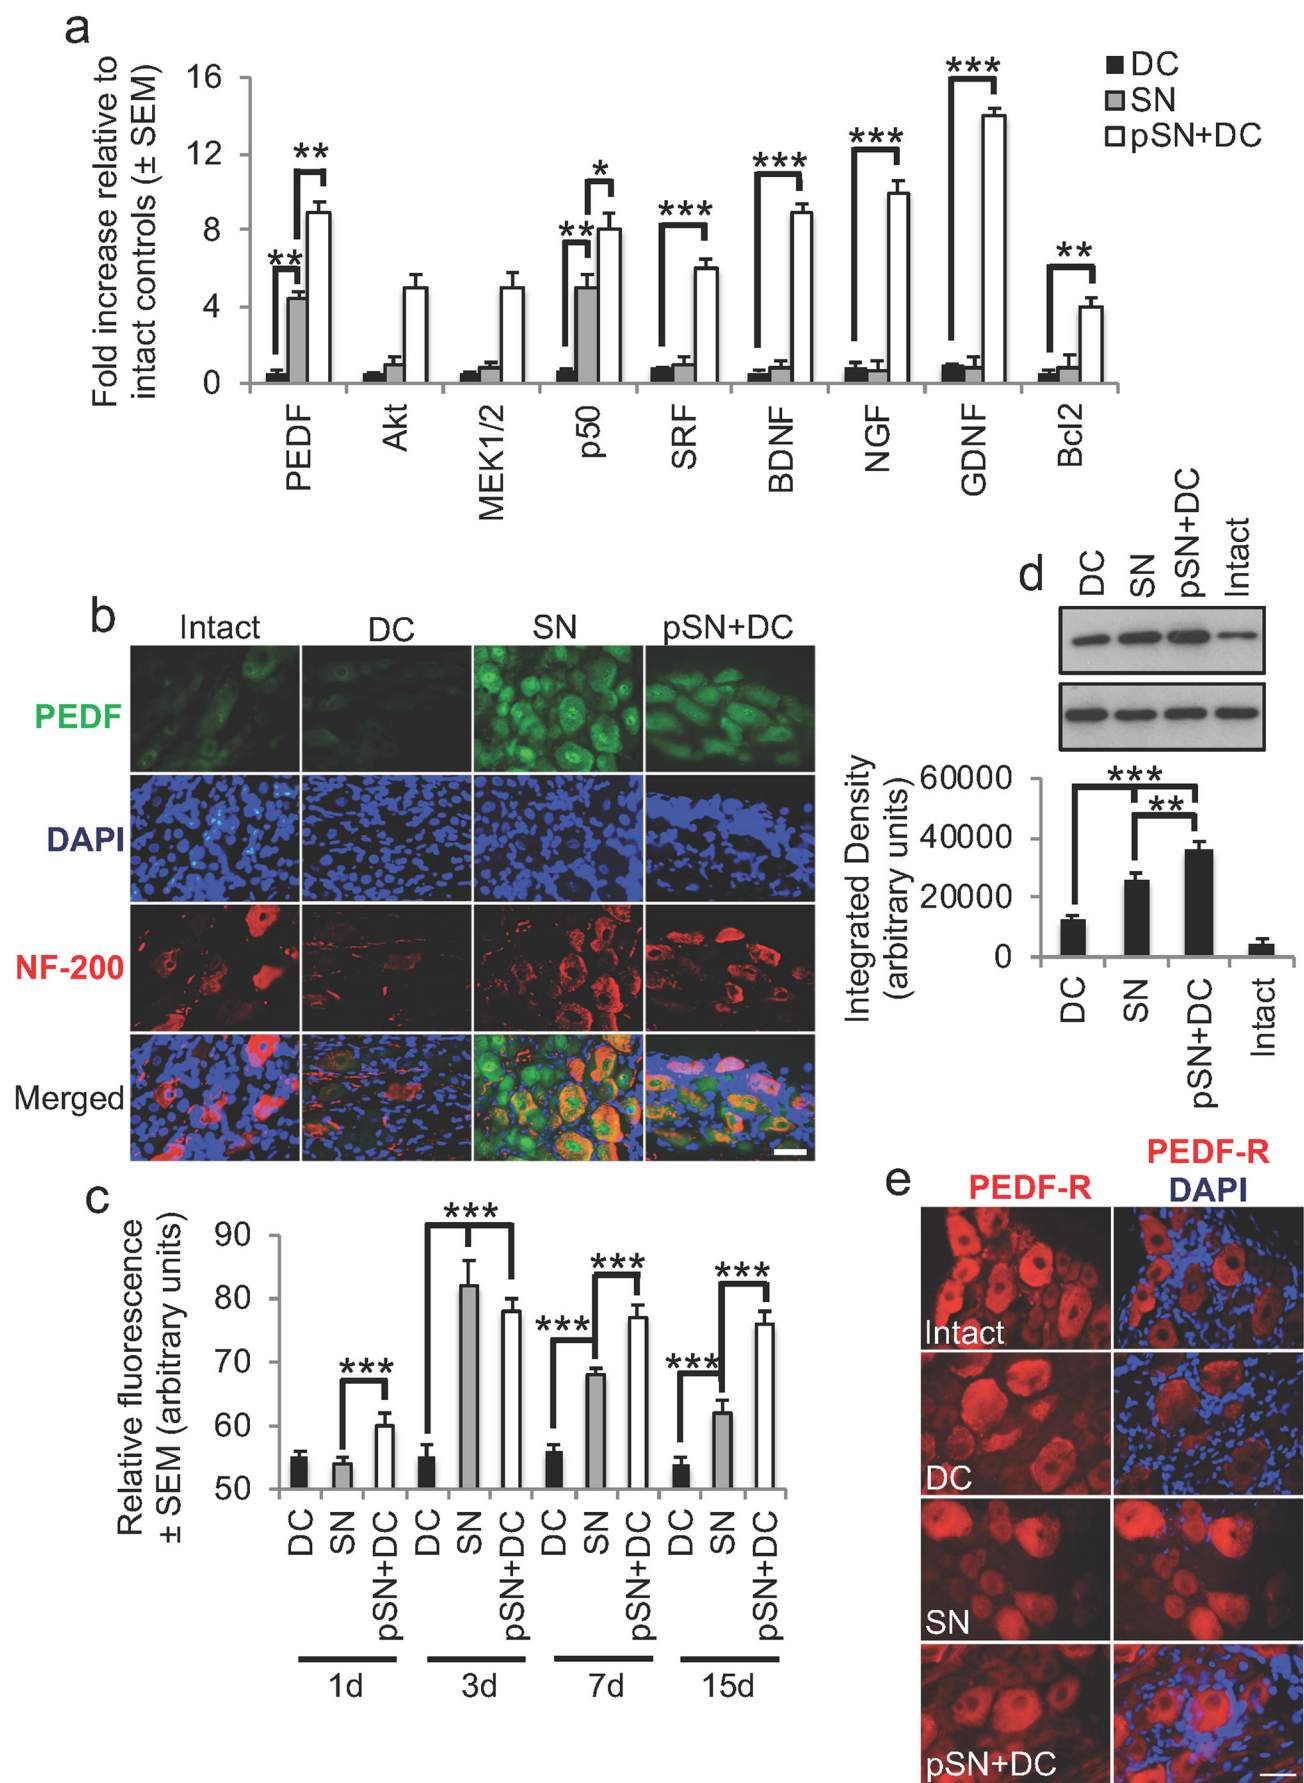 a
Fold increase relative to
intact controls (± SEM)
16
12
8
4
0
**
**
**
*
***
***
***
***
**
DC
SN
pSN+DC
PEDF
Akt
MEK1/2
p50
SRF
BDNF
NGF
GDNF
Bcl2
b
Intact
DC
SN
pSN+DC
PEDF
DAPI
NF-200
Merged
c
Relative fluorescence
± SEM (arbitrary units)
90
80
70
60
50
***
***
***
***
***
***
DC
SN
pSN+DC
DC
SN
pSN+DC
DC
SN
pSN+DC
DC
SN
pSN+DC
1d
3d
7d
15d
d
DC
SN
pSN+DC
Intact
Integrated Density
(arbitrary units)
60000
40000
20000
0
***
**
DC
SN
pSN+DC
Intact
e
PEDF-R
PEDF-R
DAPI
Intact
DC
SN
pSN+DC